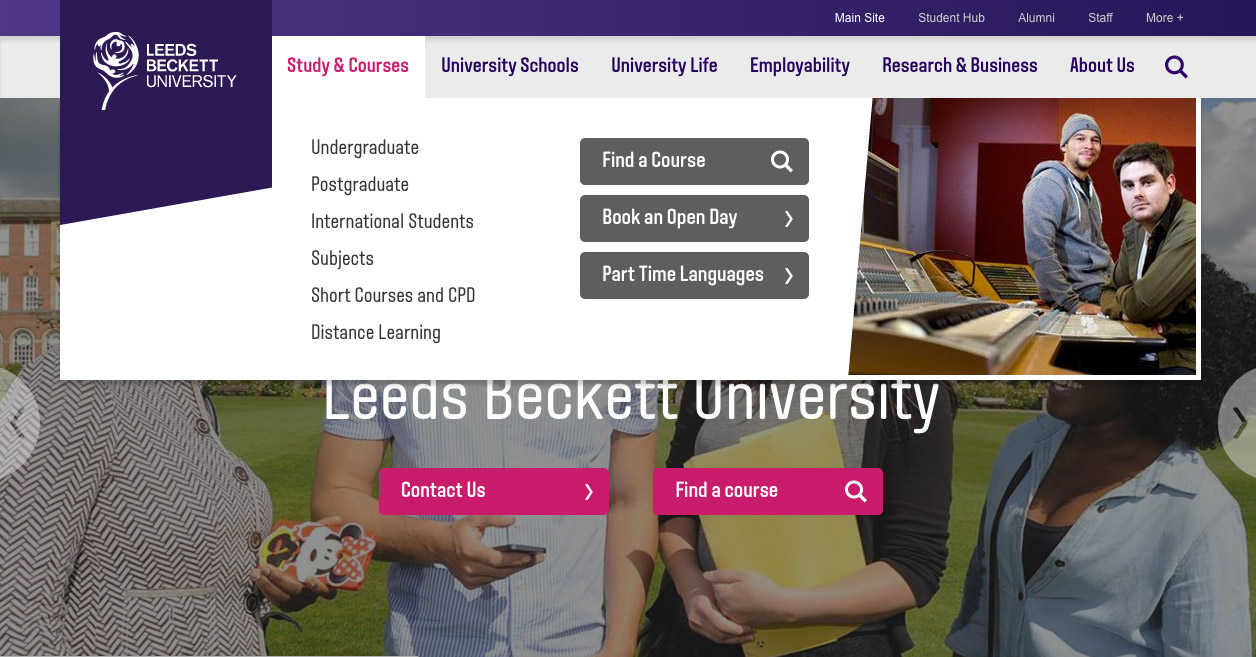 Main Site
Student Hub
Alumni
Staff
More +
LEEDS
BECKETT
UNIVERSITY
Study & Courses
University Schools
University Life
Employability
Research & Business
About Us
Undergraduate
Postgraduate
International Students
Subjects
Short Courses and CPD
Distance Learning
Find a Course
Book an Open Day
Part Time Languages
Leeds Beckett University
Contact Us
Find a course